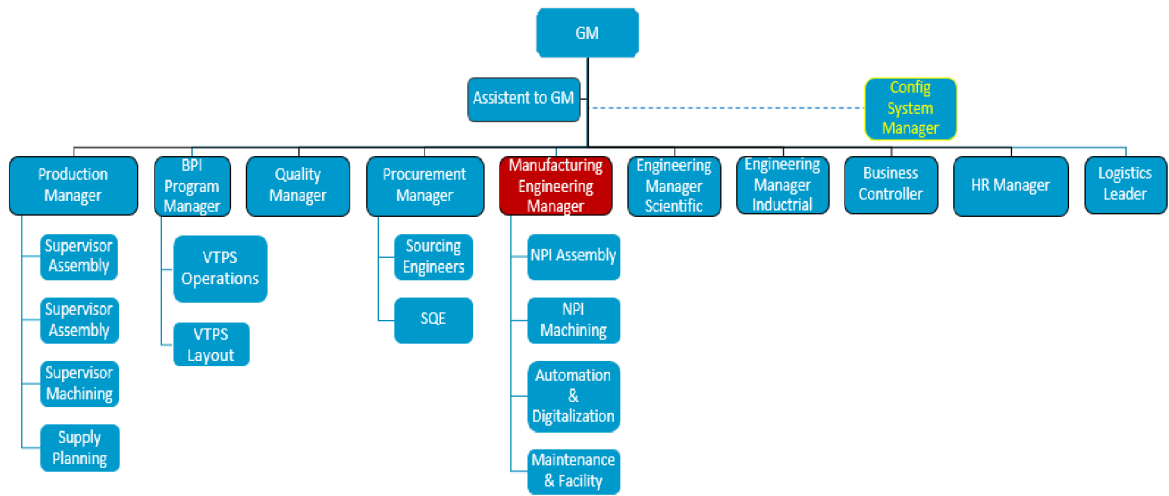 GM
Assistent to GM
Config
System
Manager
Production
Manager
BPI
Program
Manager
Quality
Manager
Procurement
Manager
Manufacturing
Engineering
Manager
Engineering
Manager
Scientific
Engineering
Manager
Inductrial
Business
Controller
HR Manager
Logistics
Leader
Supervisor
Assembly
Supervisor
Assembly
Supervisor
Machining
Supply
Planning
VTPS
Operations
VTPS
Layout
Sourcing
Engineers
SQE
NPI Assembly
NPI
Machining
Automation
&
Digitalization
Maintenance
& Facility